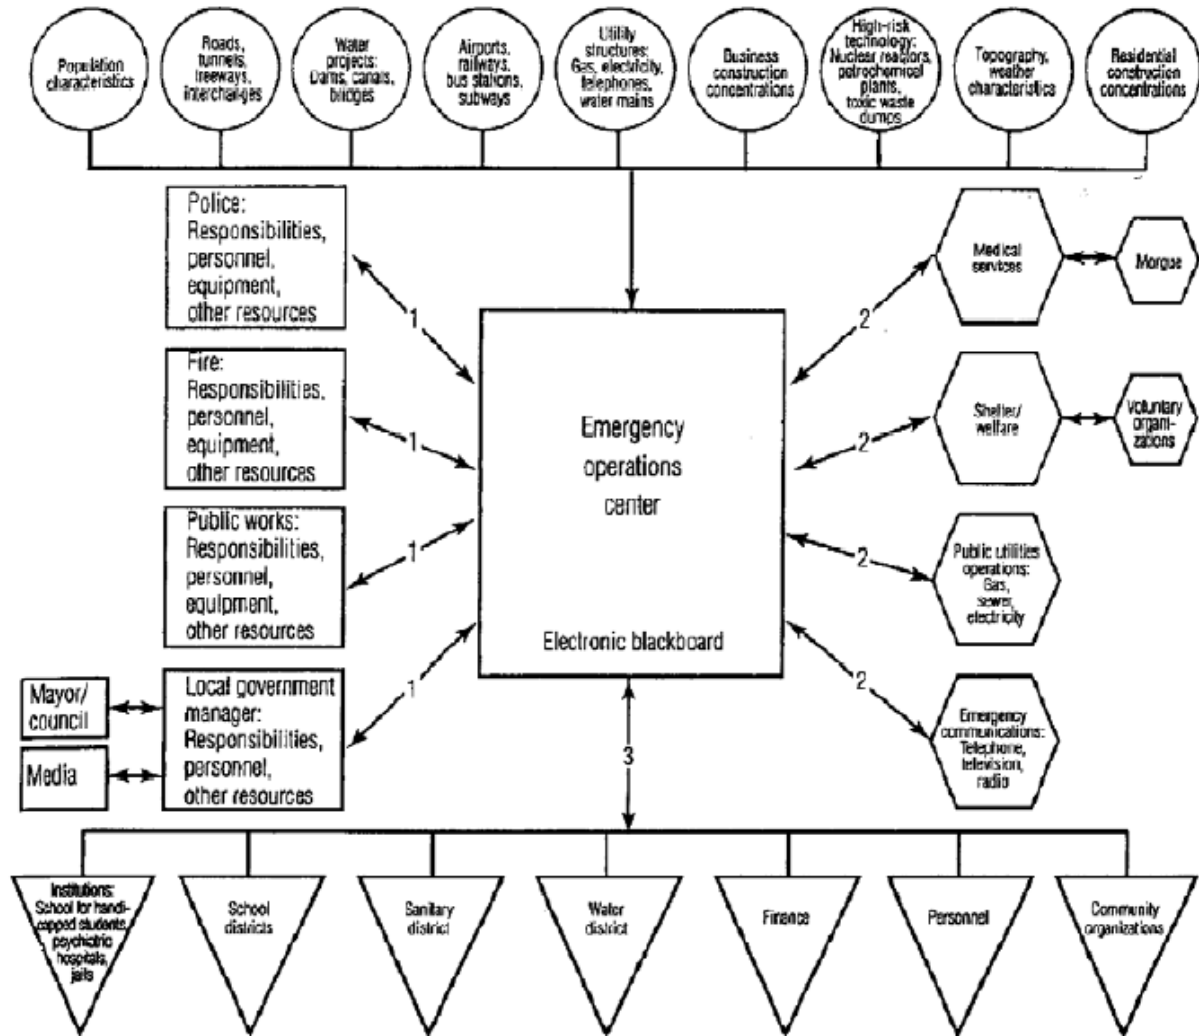 Population
characteristics
Roads,
tunnels,
freeways,
interchanges
Water
projects:
Dams, canals,
bridges
Airports,
railways,
bus stations,
subways
Utility
structures:
Gas, electricity,
telephones,
water mains
Business
construction
concentrations
High-risk
technology:
Nuclear reactors,
petrochemical
plants,
toxic waste
dumps
Topography,
weather
characteristics
Residential
construction
concentrations
Police:
Responsibilities,
personnel,
equipment,
other resources
1
Fire:
Responsibilities,
personnel,
equipment,
other resources
1
Public works:
Responsibilities,
personnel,
equipment,
other resources
1
Mayor/
council
Media
Local government
manager:
Responsibilities,
personnel,
other resources
1
Emergency
operations
center
Electronic blackboard
2
Medical
services
Morgue
2
Shelter/
welfare
Voluntary
organi-
zations
2
Public utilities
operations:
Gas,
sewer,
electricity
2
Emergency
communications:
Telephone,
television,
radio
3
Institutions:
School for handi-
capped students,
psychiatric
hospitals,
jails
School
districts
Sanitary
district
Water
district
Finance
Personnel
Community
organizations